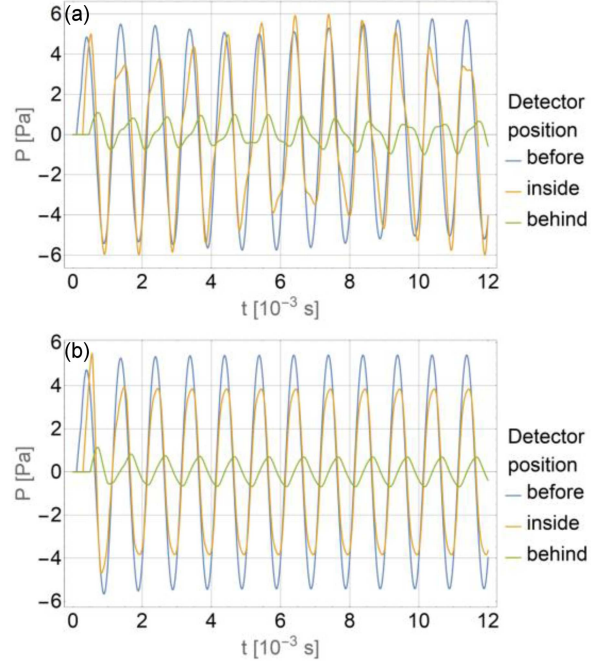 (a)
6
4
2
0
−2
−4
−6
P [Pa]
0 2 4 6 8 10 12
t [10⁻³ s]
Detector
position
before
inside
behind
(b)
6
4
2
0
−2
−4
−6
P [Pa]
0 2 4 6 8 10 12
t [10⁻³ s]
Detector
position
before
inside
behind